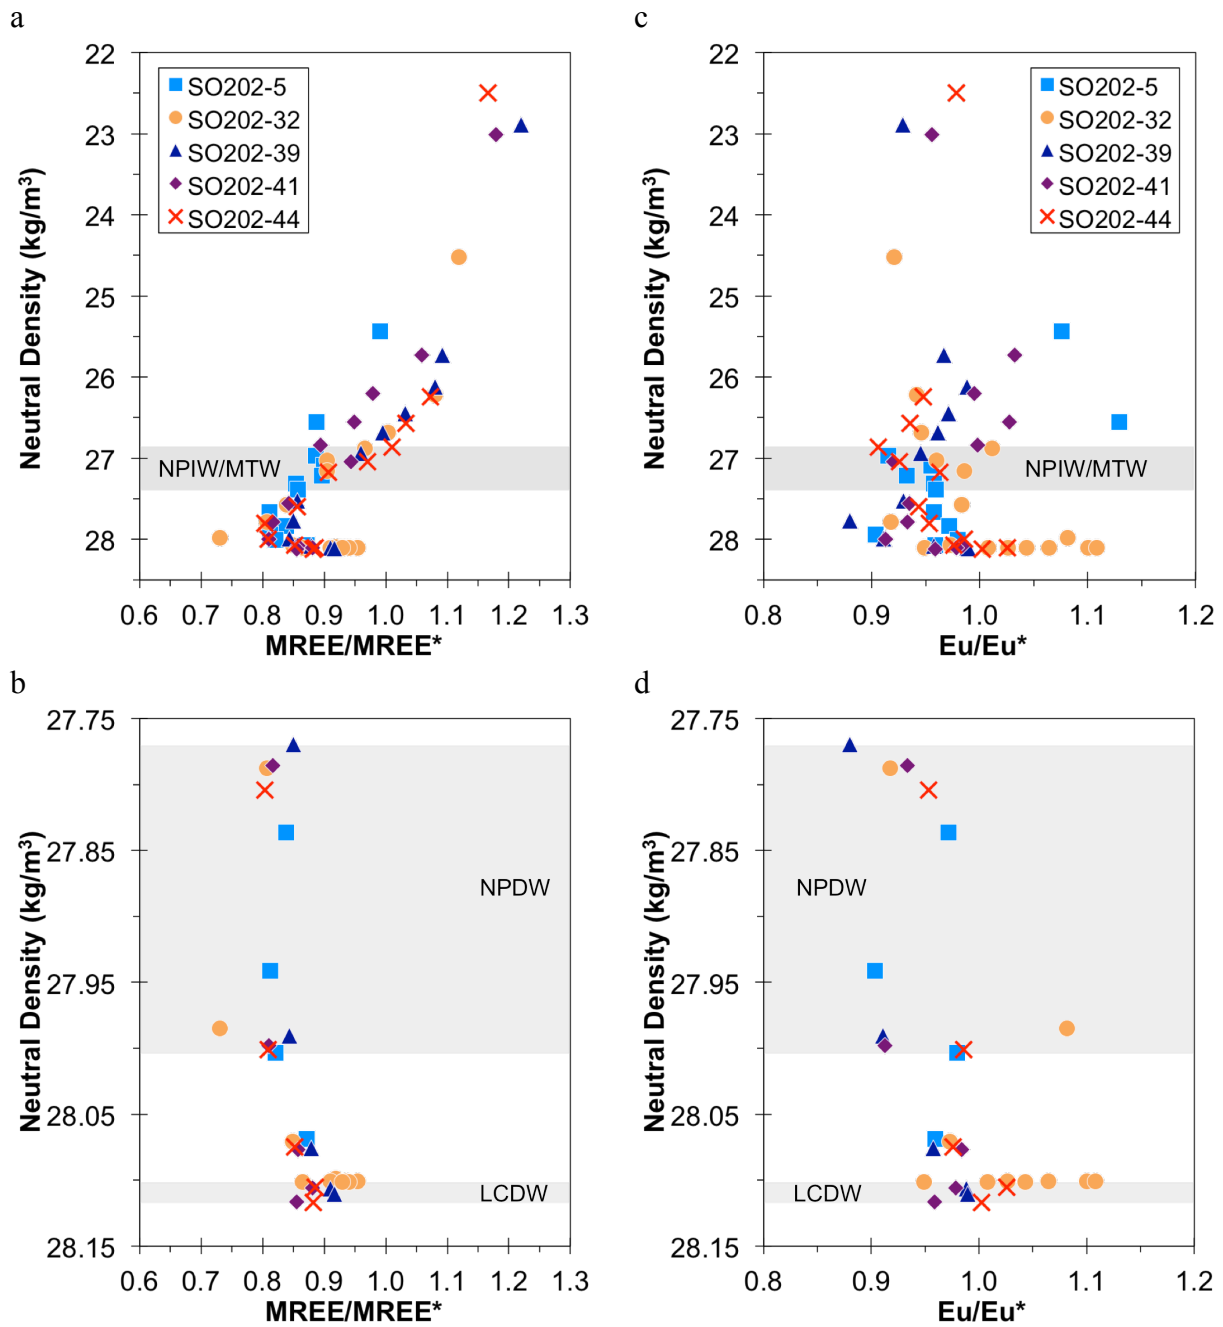 a
22
23
24
25
26
27
28
Neutral Density (kg/m³)
SO202-5
SO202-32
SO202-39
SO202-41
SO202-44
NPIW/MTW
0.6 0.7 0.8 0.9 1.0 1.1 1.2 1.3
MREE/MREE*
c
22
23
24
25
26
27
28
Neutral Density (kg/m³)
SO202-5
SO202-32
SO202-39
SO202-41
SO202-44
NPIW/MTW
0.8 0.9 1.0 1.1 1.2
Eu/Eu*
b
27.75
27.85
27.95
28.05
28.15
Neutral Density (kg/m³)
NPDW
LCDW
0.6 0.7 0.8 0.9 1.0 1.1 1.2 1.3
MREE/MREE*
d
27.75
27.85
27.95
28.05
28.15
Neutral Density (kg/m³)
NPDW
LCDW
0.8 0.9 1.0 1.1 1.2
Eu/Eu*